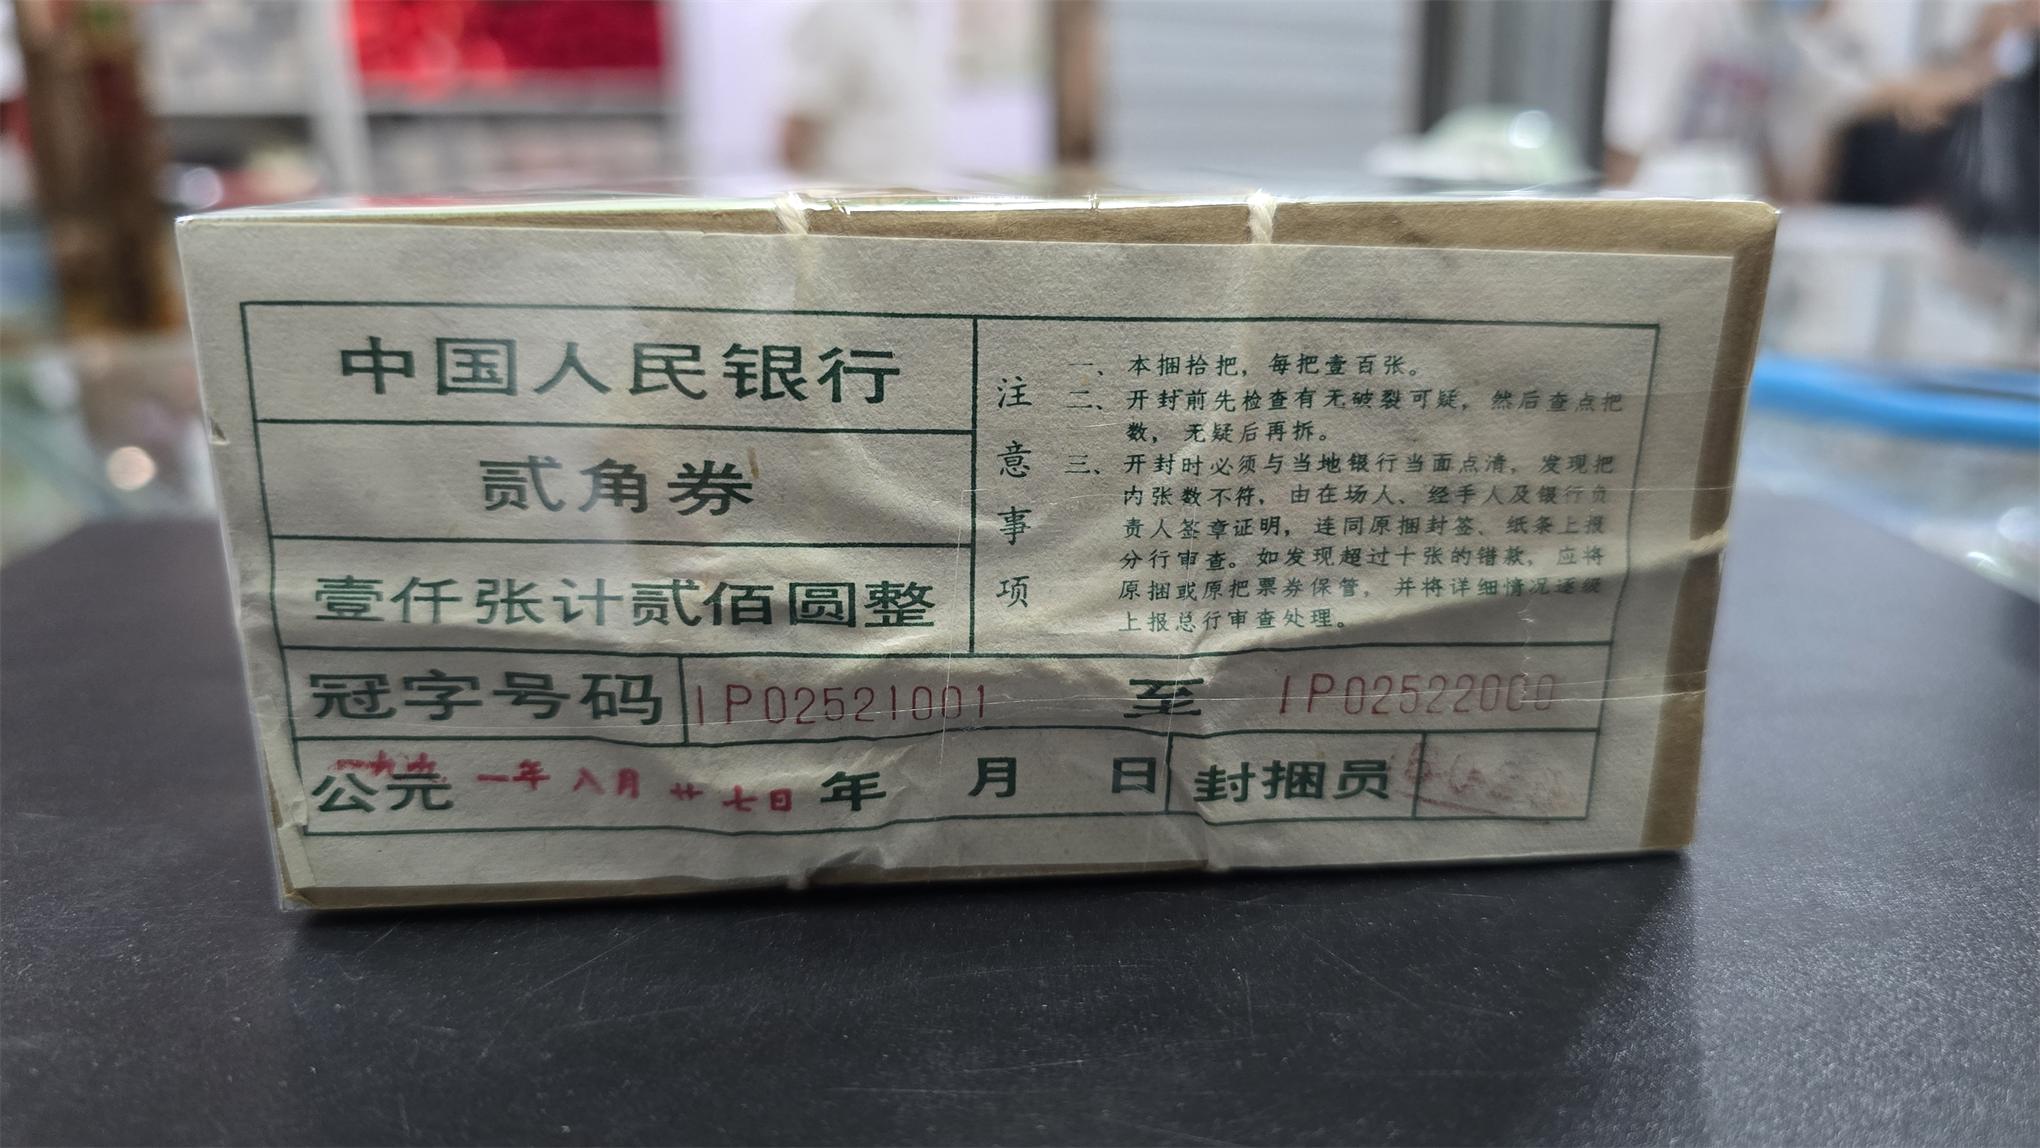 中国人民银行
贰角券
壹仟张计贰佰圆整
注意事项
一、本捆拾把，每把壹百张。
二、开封前先检查有无破裂可疑，然后查点把
数，无疑后再拆。
三、开封时必须与当地银行当面点清，发现把
内张数不符，由在场人、经手人及银行负
责人签章证明，连同原捆封签、纸条上报
分行审查。如发现超过十张的错款，应将
原捆或原把票券保管，并将详细情况逐级
上报总行审查处理。
冠字号码 IP02521001 至 IP02522000
公元 一九九一年八月廿七日 年 月 日 封捆员